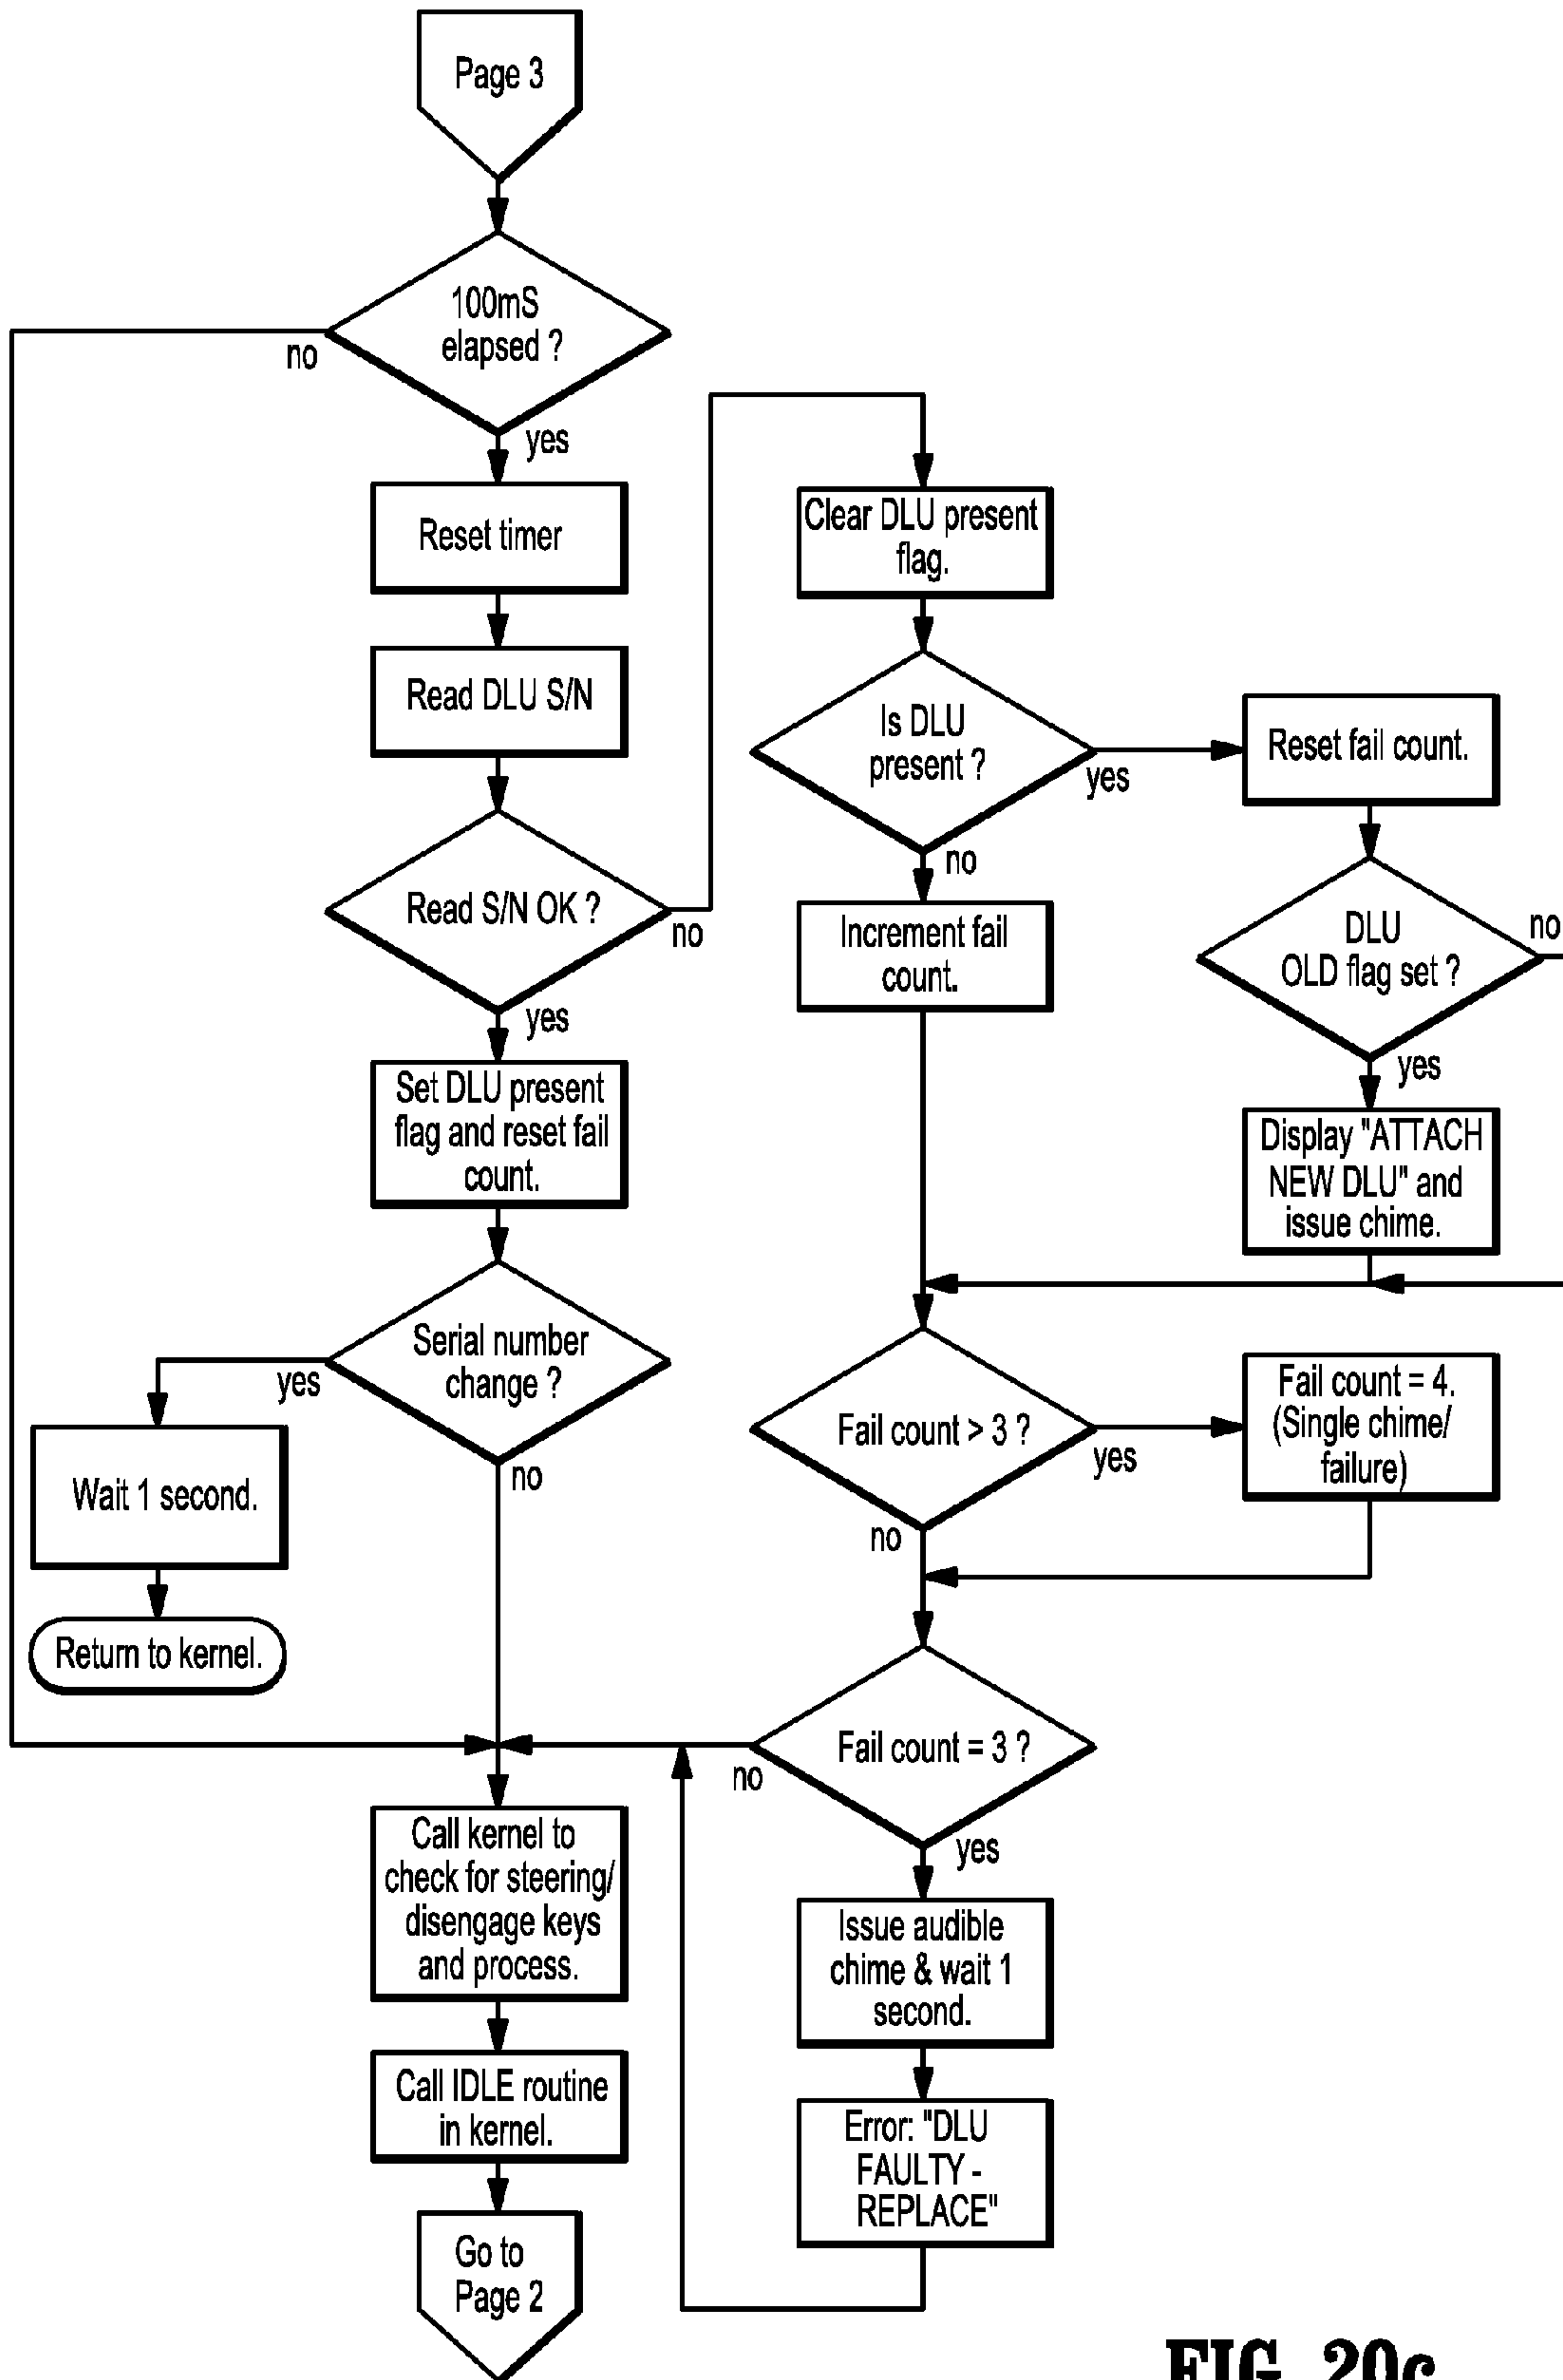 Page 3
100mS
elapsed ?
no
yes
Reset timer
Read DLU S/N
Read S/N OK ?
no
yes
Set DLU present
flag and reset fail
count.
Serial number
change ?
yes
no
Wait 1 second.
Return to kernel.
Call kernel to
check for steering/
disengage keys
and process.
Call IDLE routine
in kernel.
Go to
Page 2
Clear DLU present
flag.
Is DLU
present ?
yes
no
Increment fail
count.
Reset fail count.
DLU
OLD flag set ?
no
yes
Display "ATTACH
NEW DLU" and
issue chime.
Fail count > 3 ?
yes
no
Fail count = 4.
(Single chime/
failure)
Fail count = 3 ?
no
yes
Issue audible
chime & wait 1
second.
Error: "DLU
FAULTY -
REPLACE"
FIG. 20c